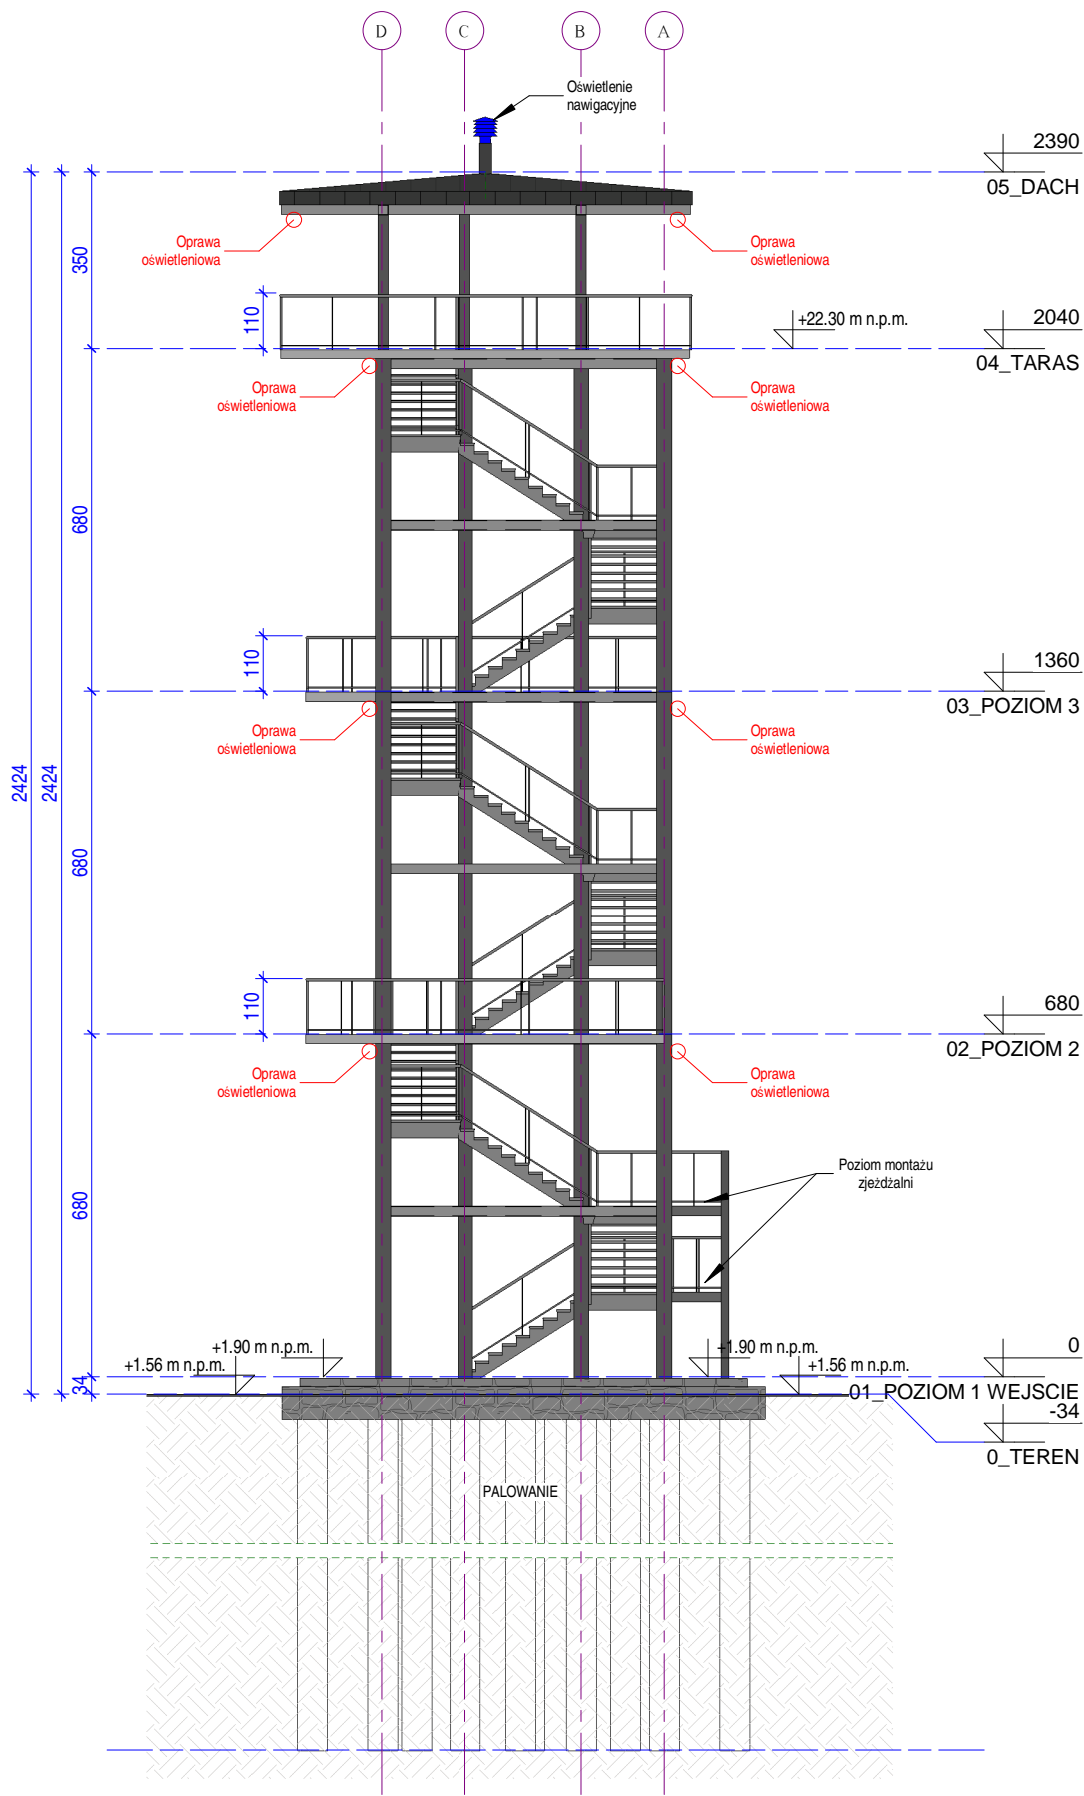 D
C
B
A
Oświetlenie
nawigacyjne
2390
05_DACH
Oprawa
oświetleniowa
Oprawa
oświetleniowa
350
110
+22.30 m n.p.m.
2040
04_TARAS
Oprawa
oświetleniowa
Oprawa
oświetleniowa
680
110
1360
03_POZIOM 3
Oprawa
oświetleniowa
Oprawa
oświetleniowa
2424
2424
680
110
680
02_POZIOM 2
Oprawa
oświetleniowa
Oprawa
oświetleniowa
Poziom montażu
zjeżdżalni
680
+1.90 m n.p.m.
+1.56 m n.p.m.
+1.90 m n.p.m.
+1.56 m n.p.m.
0
34
01_POZIOM 1 WEJSCIE
-34
0_TEREN
PALOWANIE